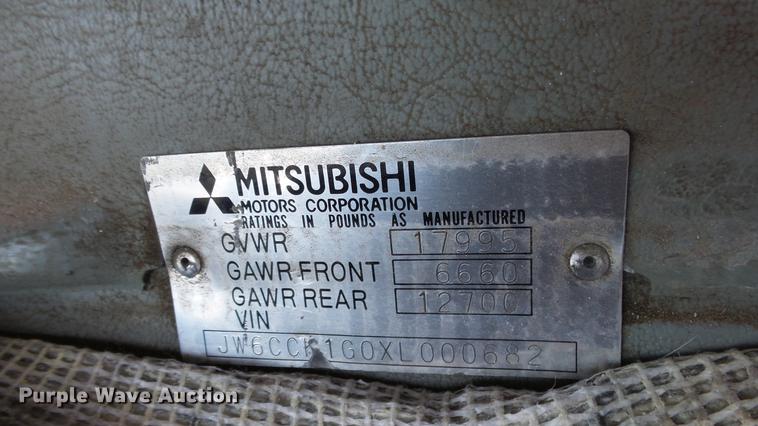 MITSUBISHI
MOTORS CORPORATION
RATINGS IN POUNDS AS MANUFACTURED
GVWR 17995
GAWR FRONT 6660
GAWR REAR 12700
VIN
Purple Wave Auction